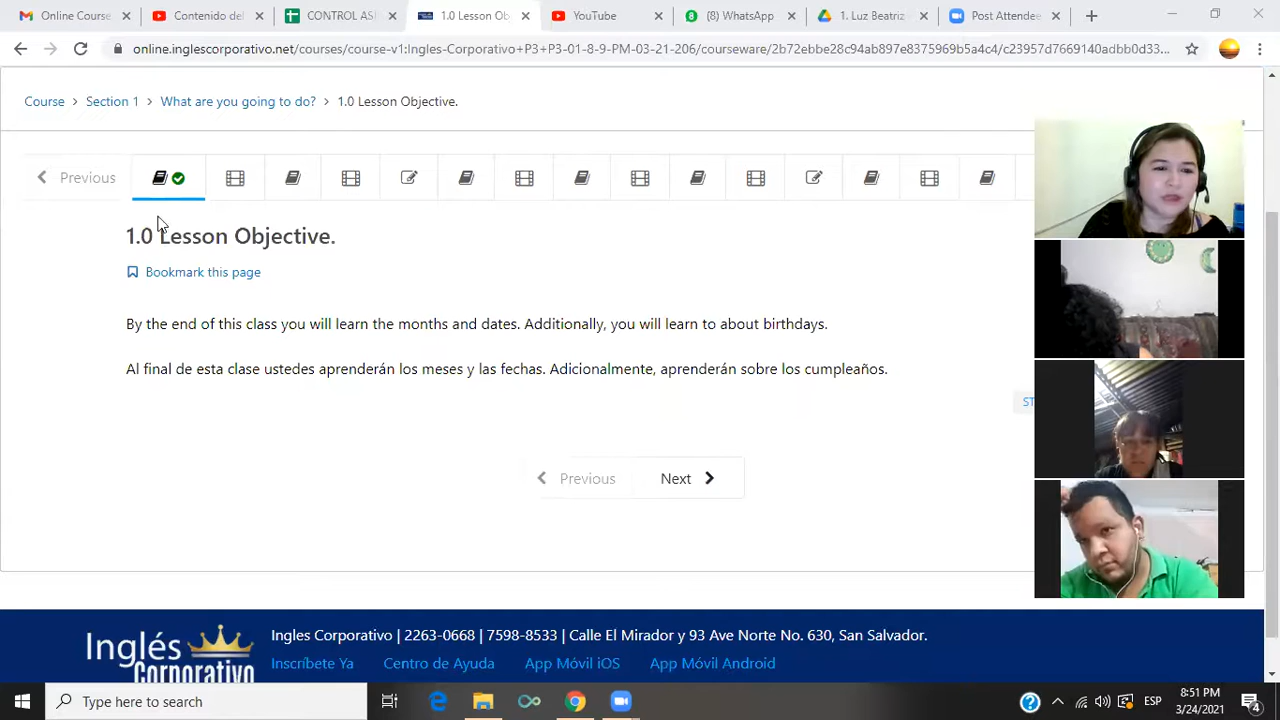 Online Course
Contenido del
CONTROL ASI
1.0 Lesson Ob
YouTube
(8) WhatsApp
1. Luz Beatriz
Post Attendee
online.inglescorporativo.net/courses/course-v1:Ingles-Corporativo+P3+P3-01-8-9-PM-03-21-206/courseware/2b72ebbe28c94ab897e8375969b5a4c4/c23957d7669140adbb0d33...
Course > Section 1 > What are you going to do? > 1.0 Lesson Objective.
Previous
1.0 Lesson Objective.
Bookmark this page
By the end of this class you will learn the months and dates. Additionally, you will learn to about birthdays.
Al final de esta clase ustedes aprenderán los meses y las fechas. Adicionalmente, aprenderán sobre los cumpleaños.
ST
Previous Next
Inglés Corporativo
Ingles Corporativo | 2263-0668 | 7598-8533 | Calle El Mirador y 93 Ave Norte No. 630, San Salvador.
Inscríbete Ya Centro de Ayuda App Móvil iOS App Móvil Android
Type here to search
ESP
8:51 PM
3/24/2021
4